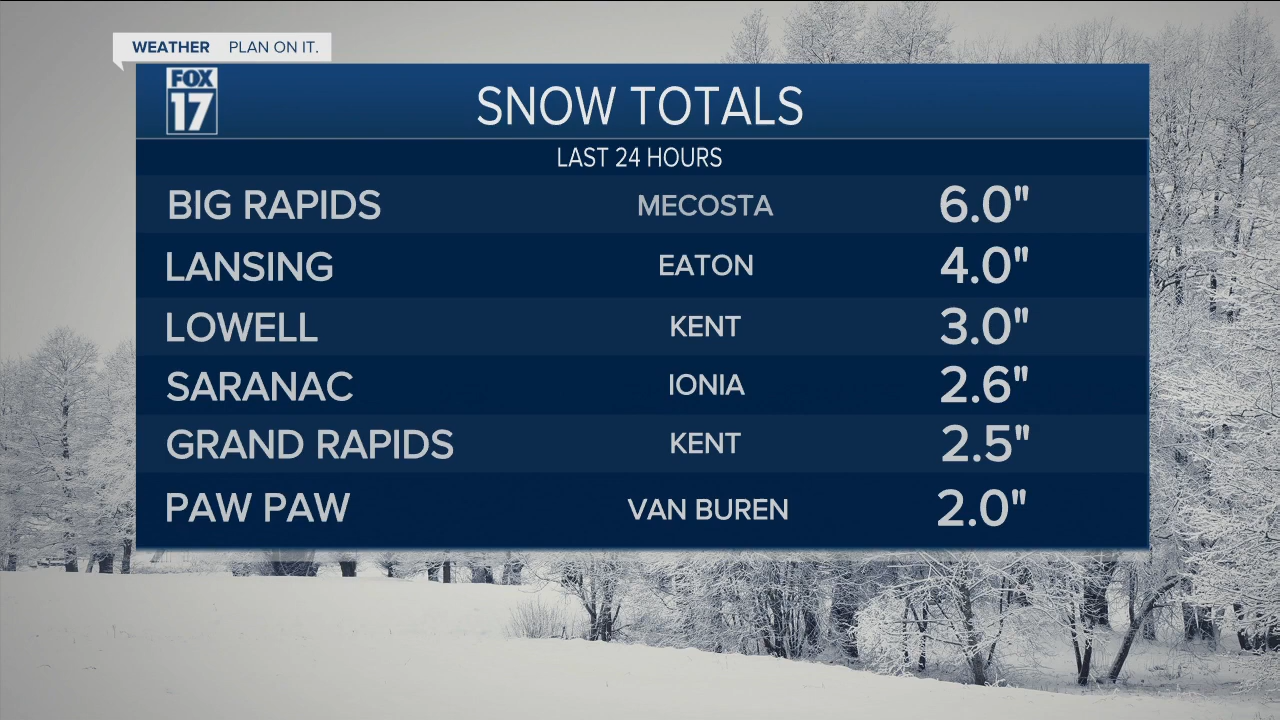 WEATHER PLAN ON IT.
FOX
17
SNOW TOTALS
LAST 24 HOURS
BIG RAPIDS MECOSTA 6.0"
LANSING EATON 4.0"
LOWELL KENT 3.0"
SARANAC IONIA 2.6"
GRAND RAPIDS KENT 2.5"
PAW PAW VAN BUREN 2.0"